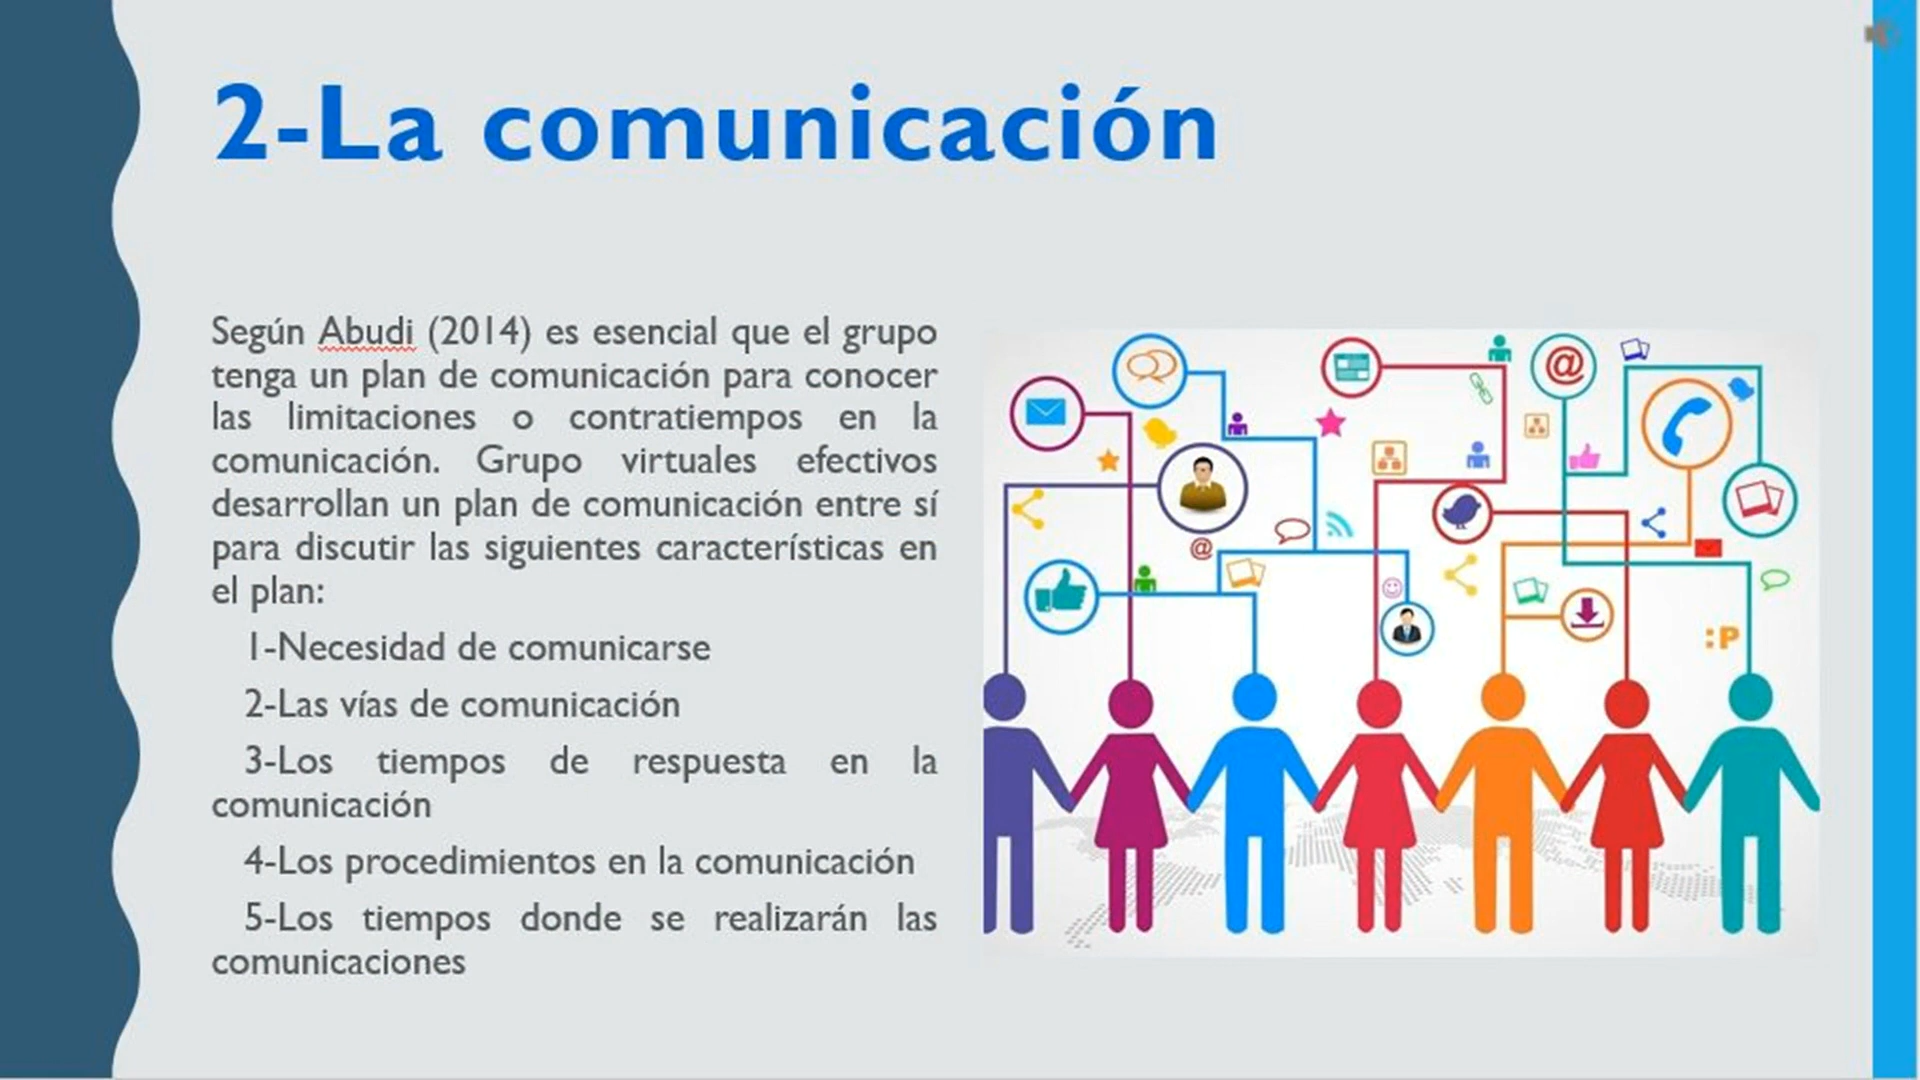 2-La comunicación
Según Abudi (2014) es esencial que el grupo
tenga un plan de comunicación para conocer
las limitaciones o contratiempos en la
comunicación. Grupo virtuales efectivos
desarrollan un plan de comunicación entre sí
para discutir las siguientes características en
el plan:
1-Necesidad de comunicarse
2-Las vías de comunicación
3-Los tiempos de respuesta en la
comunicación
4-Los procedimientos en la comunicación
5-Los tiempos donde se realizarán las
comunicaciones
@
@
:P